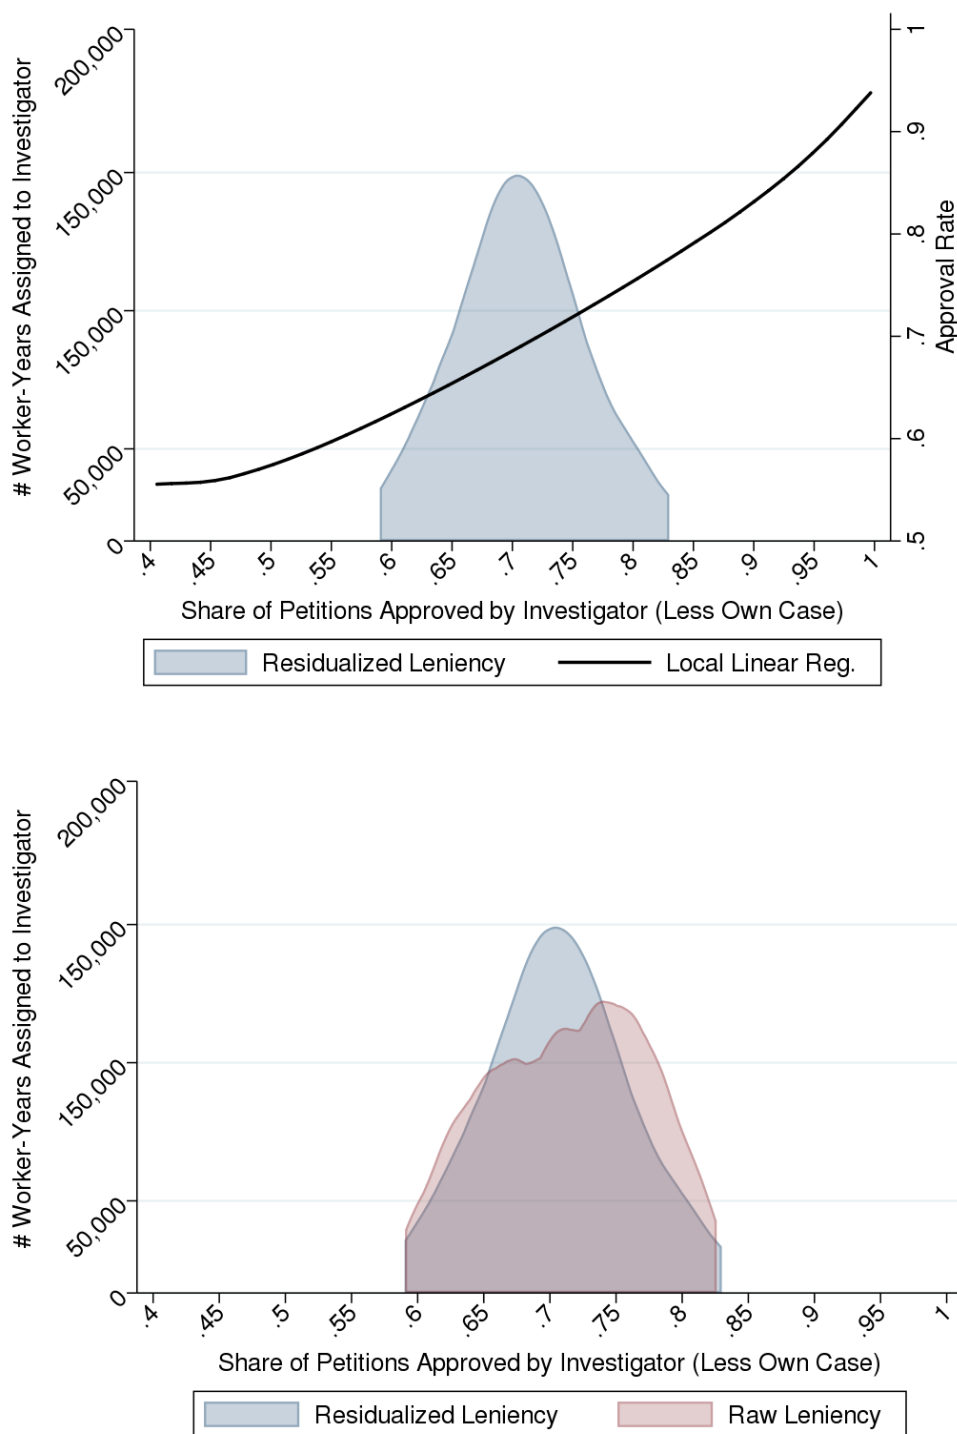 # Worker-Years Assigned to Investigator
200,000
150,000
150,000
50,000
0
1
.9
.8
.7
.6
.5
Approval Rate
.4 .45 .5 .55 .6 .65 .7 .75 .8 .85 .9 .95 1
Share of Petitions Approved by Investigator (Less Own Case)
Residualized Leniency Local Linear Reg.
# Worker-Years Assigned to Investigator
200,000
150,000
150,000
50,000
0
.4 .45 .5 .55 .6 .65 .7 .75 .8 .85 .9 .95 1
Share of Petitions Approved by Investigator (Less Own Case)
Residualized Leniency Raw Leniency